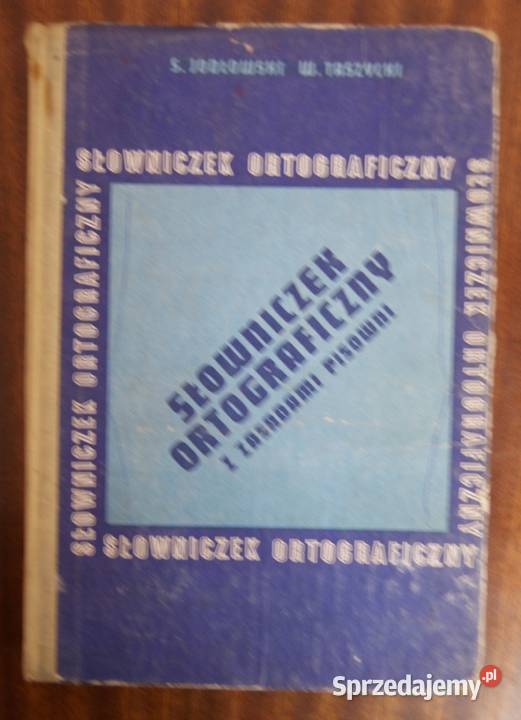 S. JODŁOWSKI W. TASZYCKI
SŁOWNICZEK ORTOGRAFICZNY
SŁOWNICZEK ORTOGRAFICZNY
SŁOWNICZEK ORTOGRAFICZNY
SŁOWNICZEK
ORTOGRAFICZNY
Z ZASADAMI PISOWNI
SŁOWNICZEK ORTOGRAFICZNY
Sprzedajemy.pl